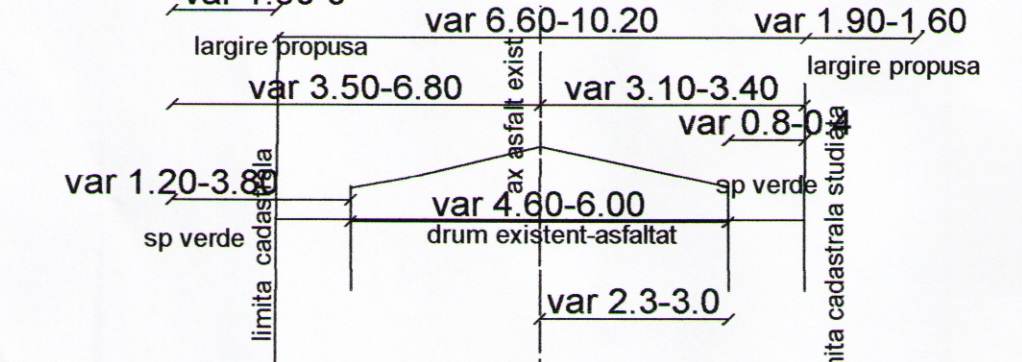 var 6.60-10.20
var 1.90-1.60
largire propusa
largire propusa
var 3.50-6.80
ax asfalt exist
var 3.10-3.40
var 0.8-0.4
var 1.20-3.80
sp verde
var 4.60-6.00
sp verde
drum existent-asfaltat
limita cadastrala
cadastrala studiata
var 2.3-3.0